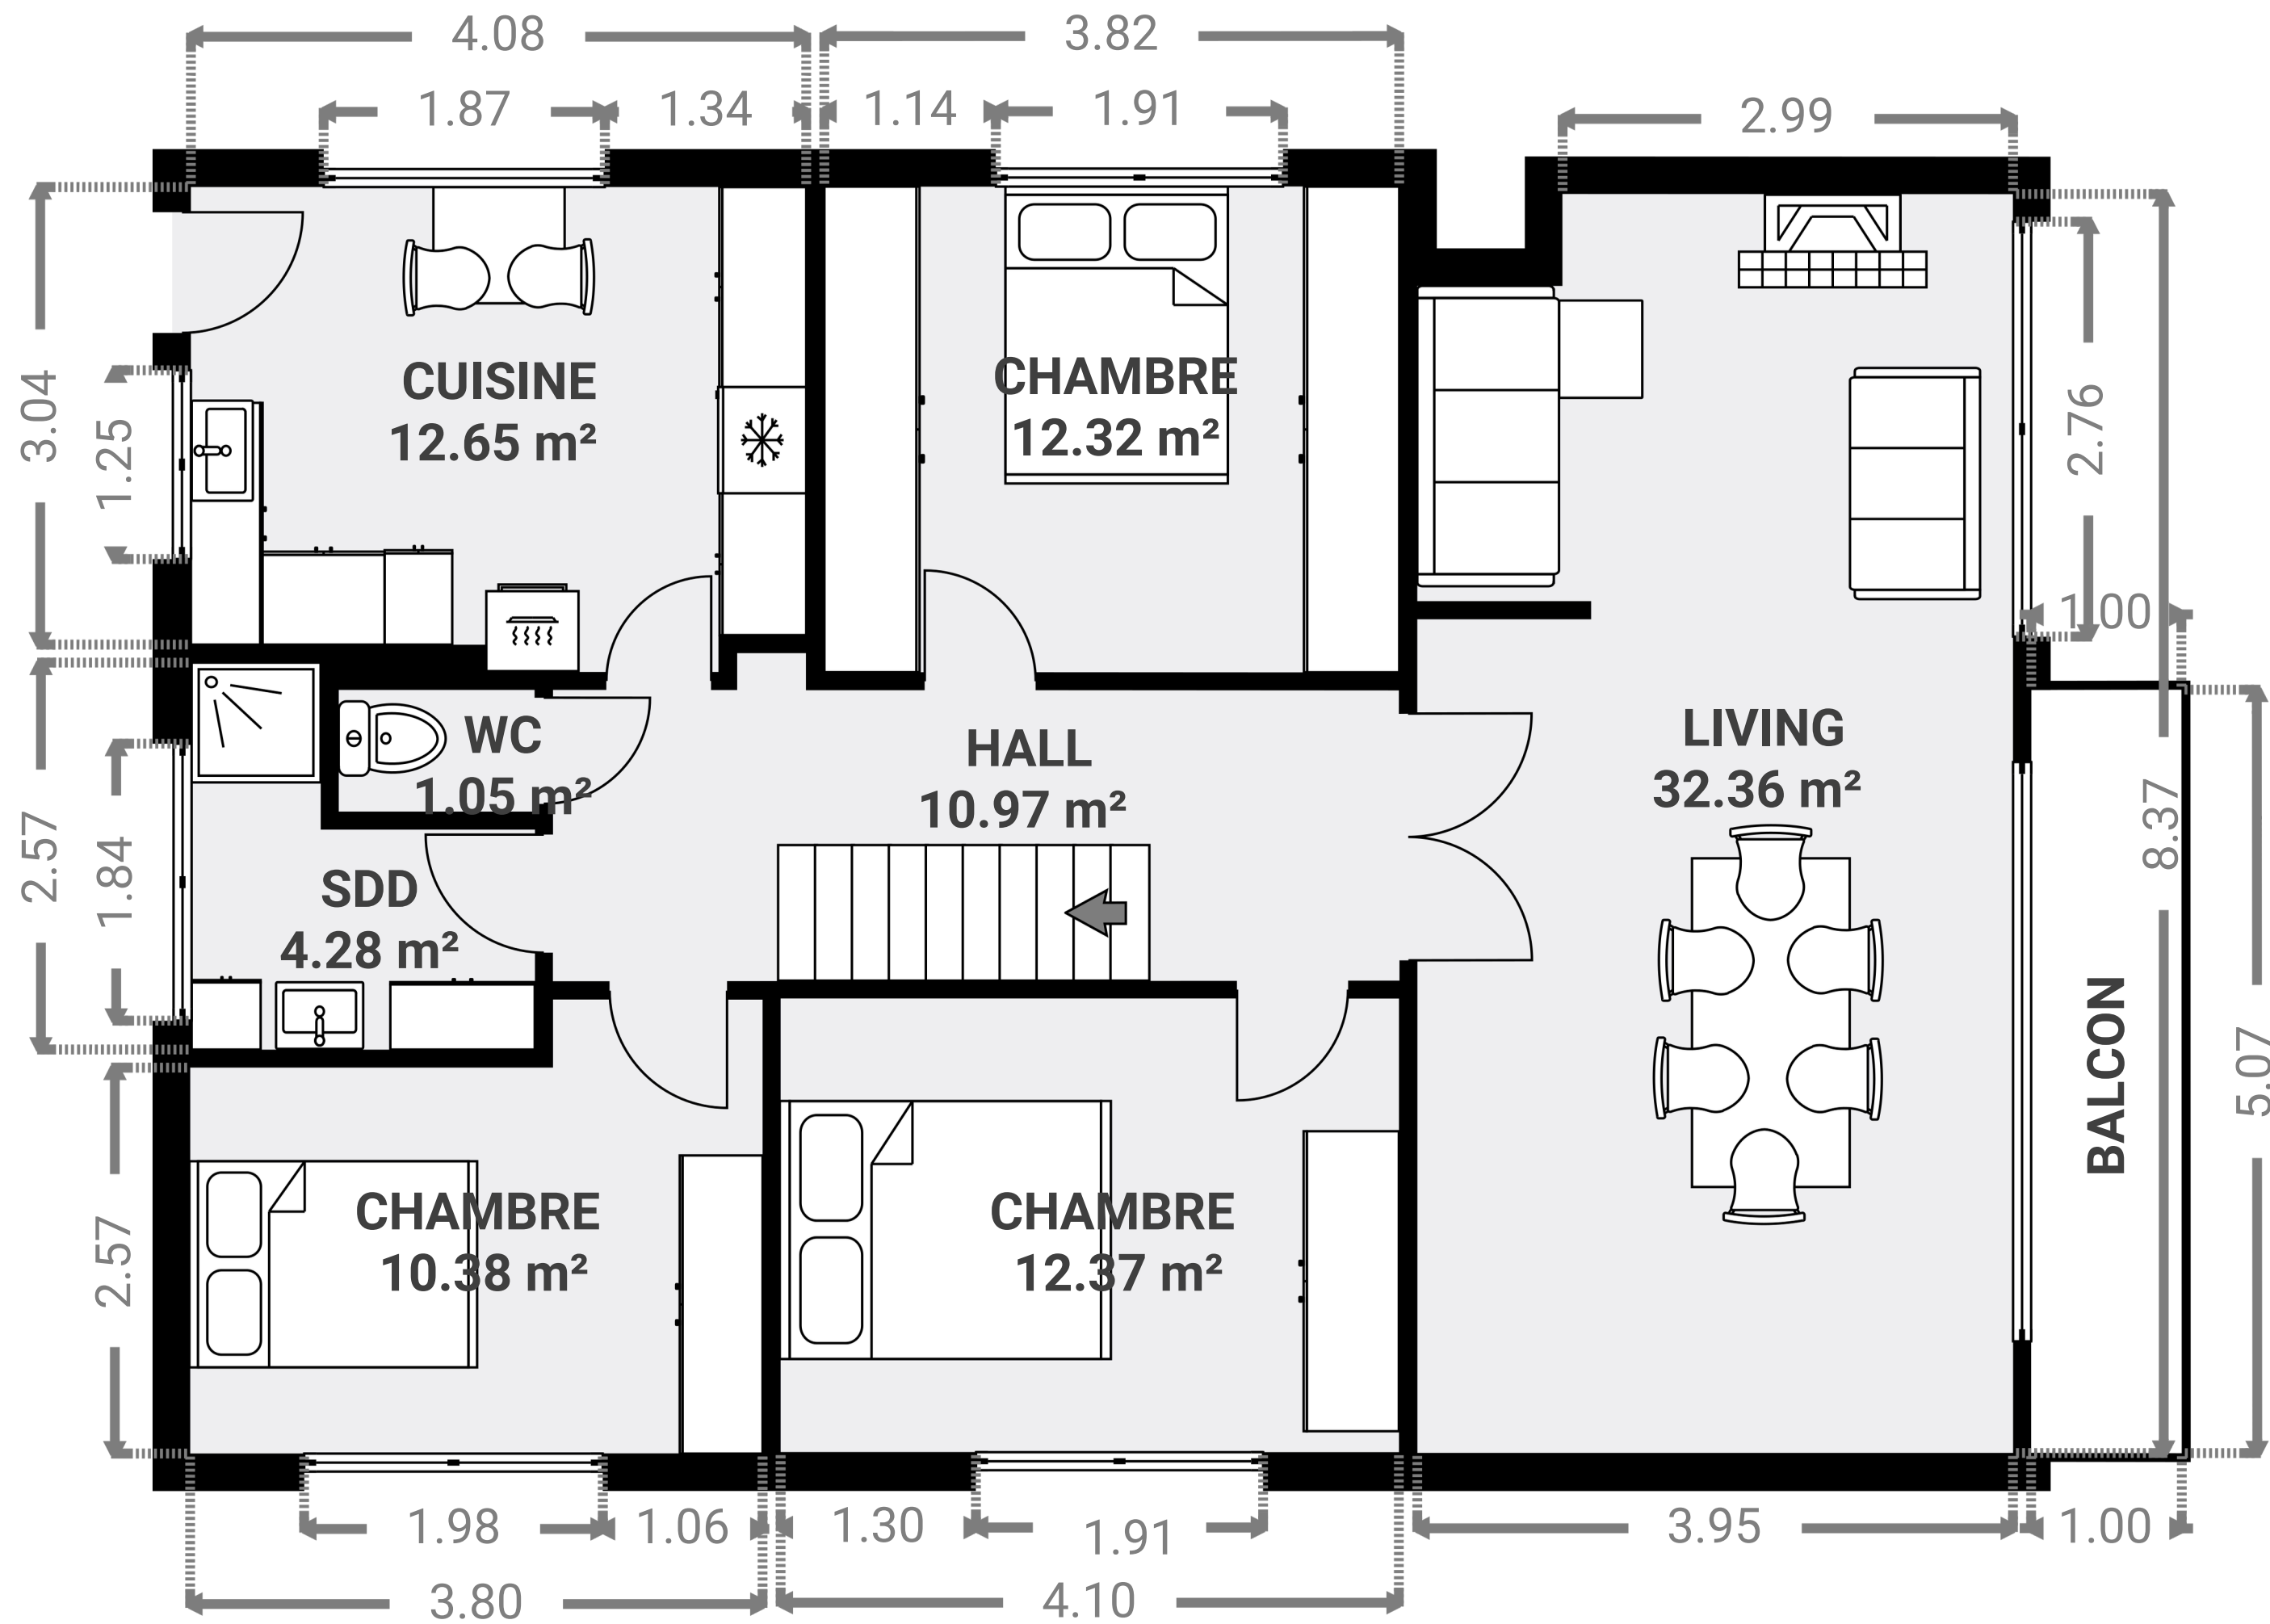 4.08
3.82
1.87
1.34
1.14
1.91
2.99
3.04
1.25
CUISINE
12.65 m²
CHAMBRE
12.32 m²
2.76
1.00
WC
1.05 m²
HALL
10.97 m²
LIVING
32.36 m²
8.37
2.57
1.84
SDD
4.28 m²
BALCON
5.07
2.57
CHAMBRE
10.38 m²
CHAMBRE
12.37 m²
1.98
1.06
1.30
1.91
3.95
1.00
3.80
4.10